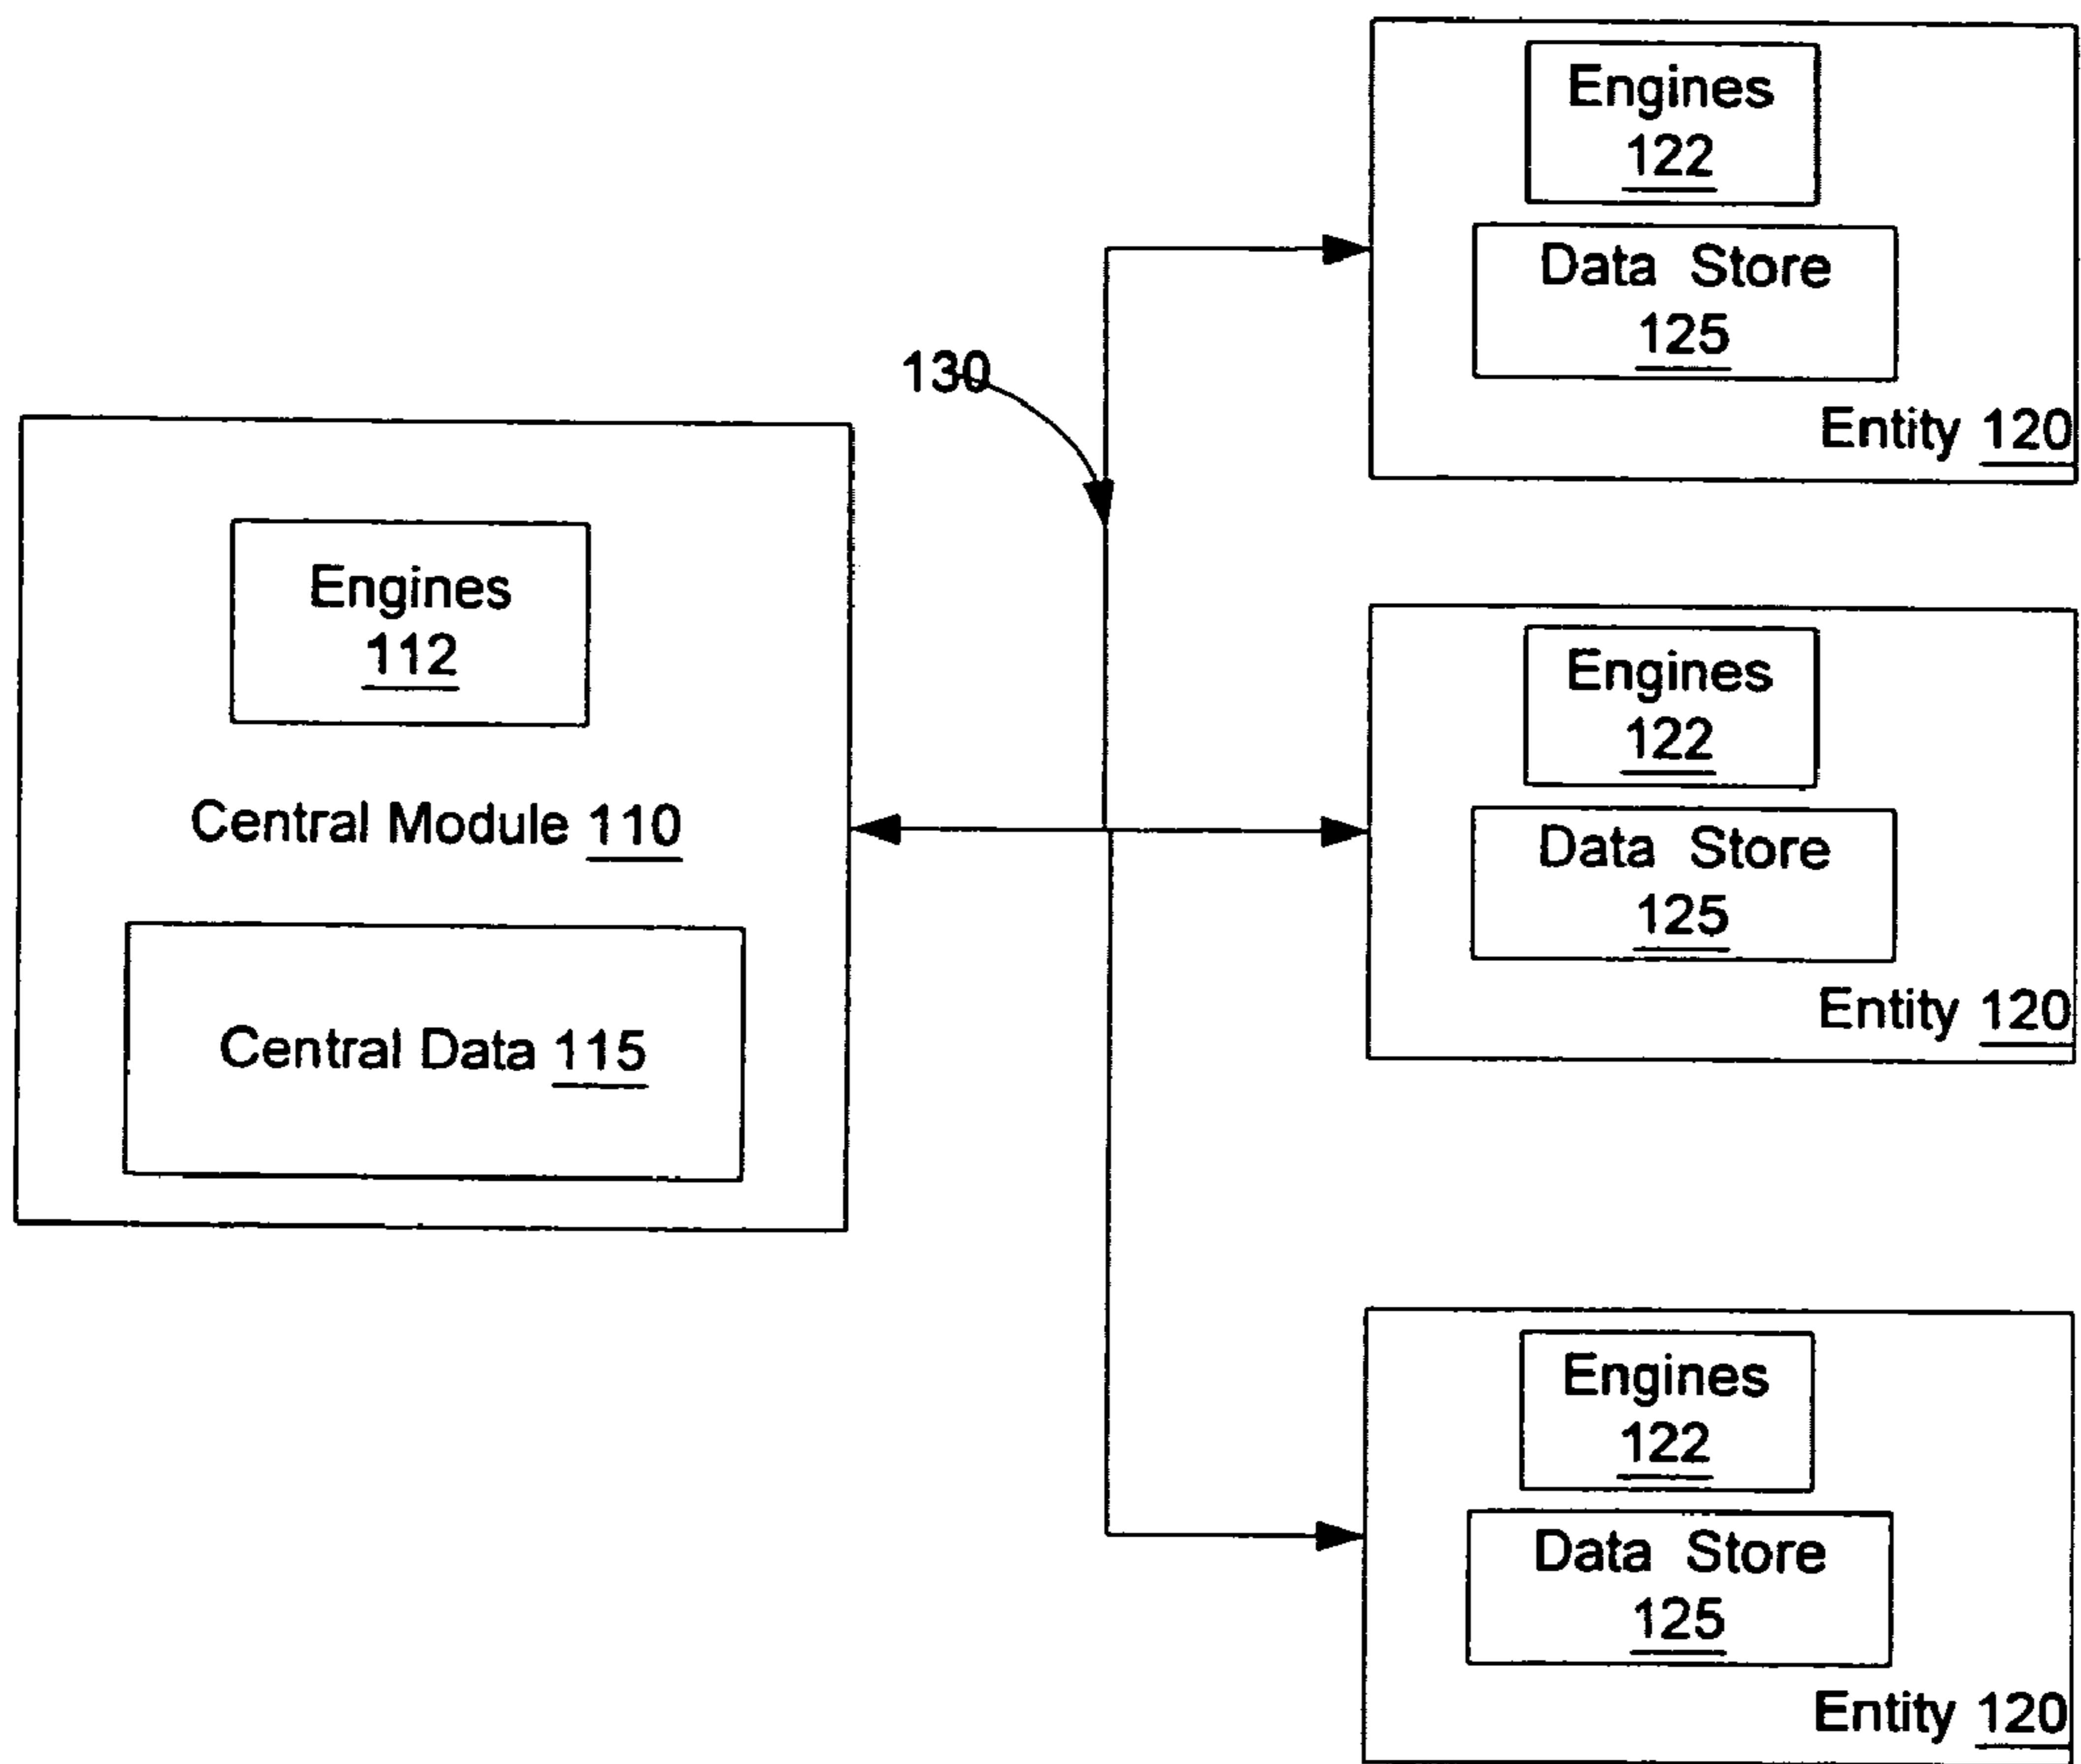 Engines
122
Data Store
125
Entity 120
130
Engines
112
Central Module 110
Central Data 115
Engines
122
Data Store
125
Entity 120
Engines
122
Data Store
125
Entity 120